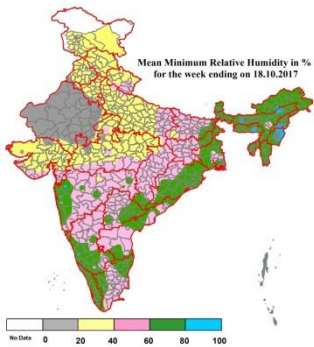 Mean Minimum Relative Humidity in %
for the week ending on 18.10.2017
No Data 0 20 40 60 80 100